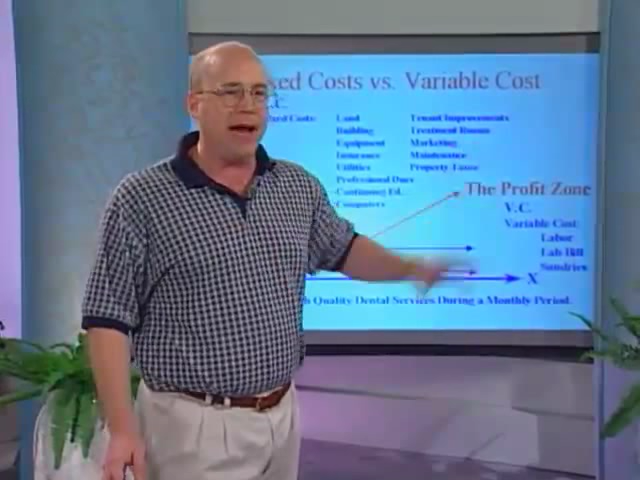 xed Costs vs. Variable Cost
.C.
Land
Tenant Improvements
Building
Treatment Rooms
Equipment
Marketing
Insurance
Maintenance
Utilities
Property Taxes
Professional Dues
Continuing Ed.
Computers
The Profit Zone
V.C.
Variable Cost
Labor
Lab Bill
Sundries
X
h Quality Dental Services During a Monthly Period.